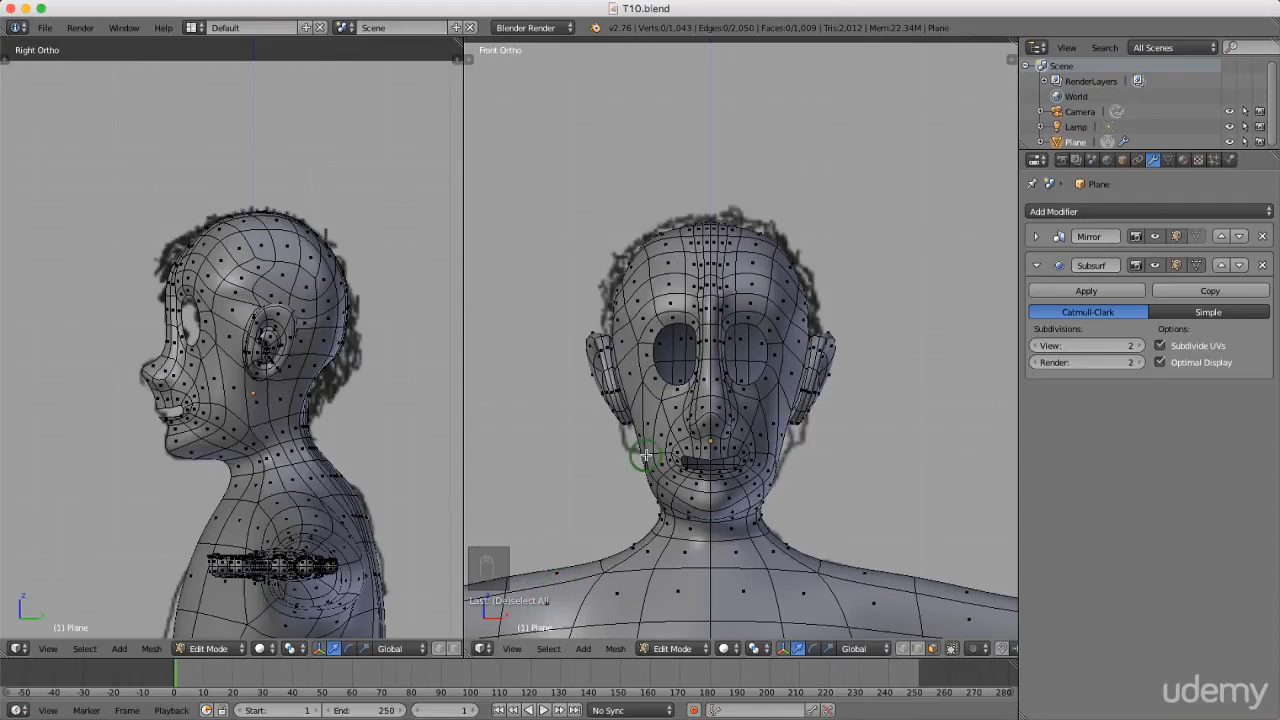 T10.blend
File Render Window Help Default Scene Blender Render v2.76 | Verts:0/1,043 | Edges:0/2,050 | Faces:0/1,009 | Tris:2,012 | Mem:22.34M | Plane
Right Ortho
Front Ortho
View Search All Scenes
Scene
RenderLayers
World
Camera
Lamp
Plane
Plane
Add Modifier
Mirror
Subsurf
Apply Copy
Catmull-Clark Simple
Subdivisions: Options:
View: 2 Subdivide UVs
Render: 2 Optimal Display
Last: (De)select All
(1) Plane
(1) Plane
View Select Add Mesh Edit Mode Global
View Select Add Mesh Edit Mode Global
-50 -40 -30 -20 -10 0 10 20 30 40 50 60 70 80 90 100 110 120 130 140 150 160 170 180 190 200 210 220 230 240 250 260 270 280
View Marker Frame Playback Start: 1 End: 250 1 No Sync
udemy